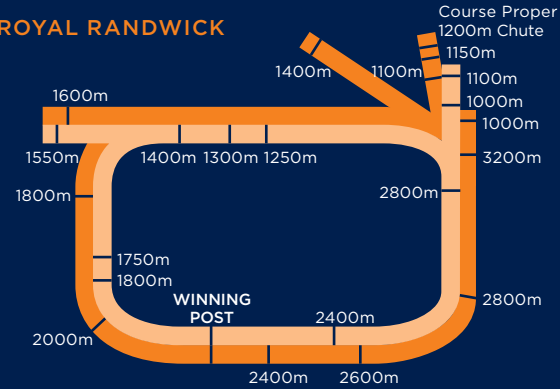 ROYAL RANDWICK
Course Proper
1200m Chute
1150m
1400m
1100m
1100m
1600m
1000m
1000m
1550m
1400m
1300m
1250m
3200m
1800m
2800m
1750m
1800m
WINNING
POST
2800m
2000m
2400m
2400m
2600m